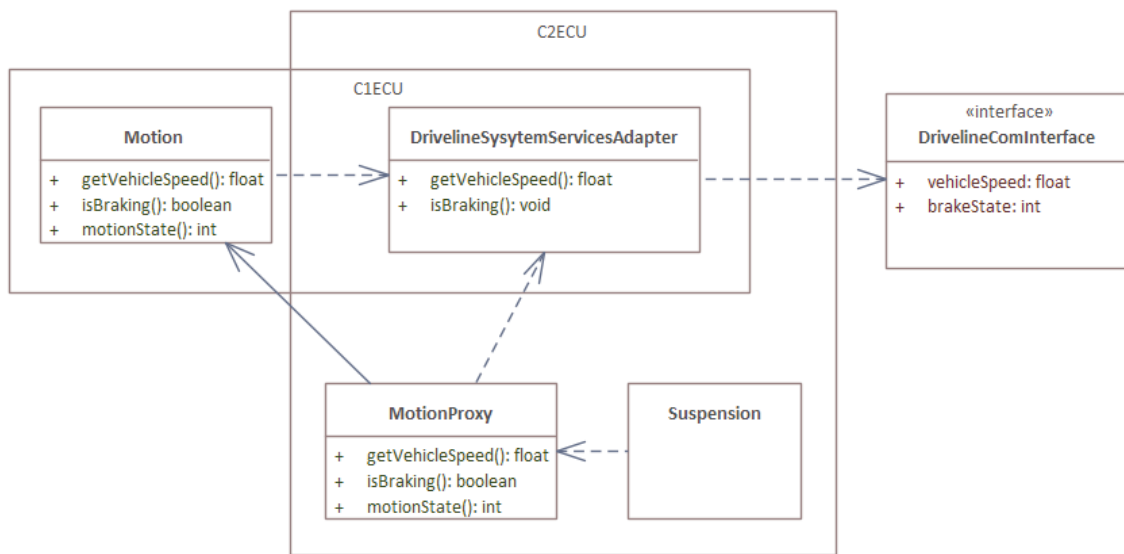 C2ECU
C1ECU
Motion
+ getVehicleSpeed(): float
+ isBraking(): boolean
+ motionState(): int
DrivelineSysytemServicesAdapter
+ getVehicleSpeed(): float
+ isBraking(): void
«interface»
DrivelineComInterface
+ vehicleSpeed: float
+ brakeState: int
MotionProxy
+ getVehicleSpeed(): float
+ isBraking(): boolean
+ motionState(): int
Suspension